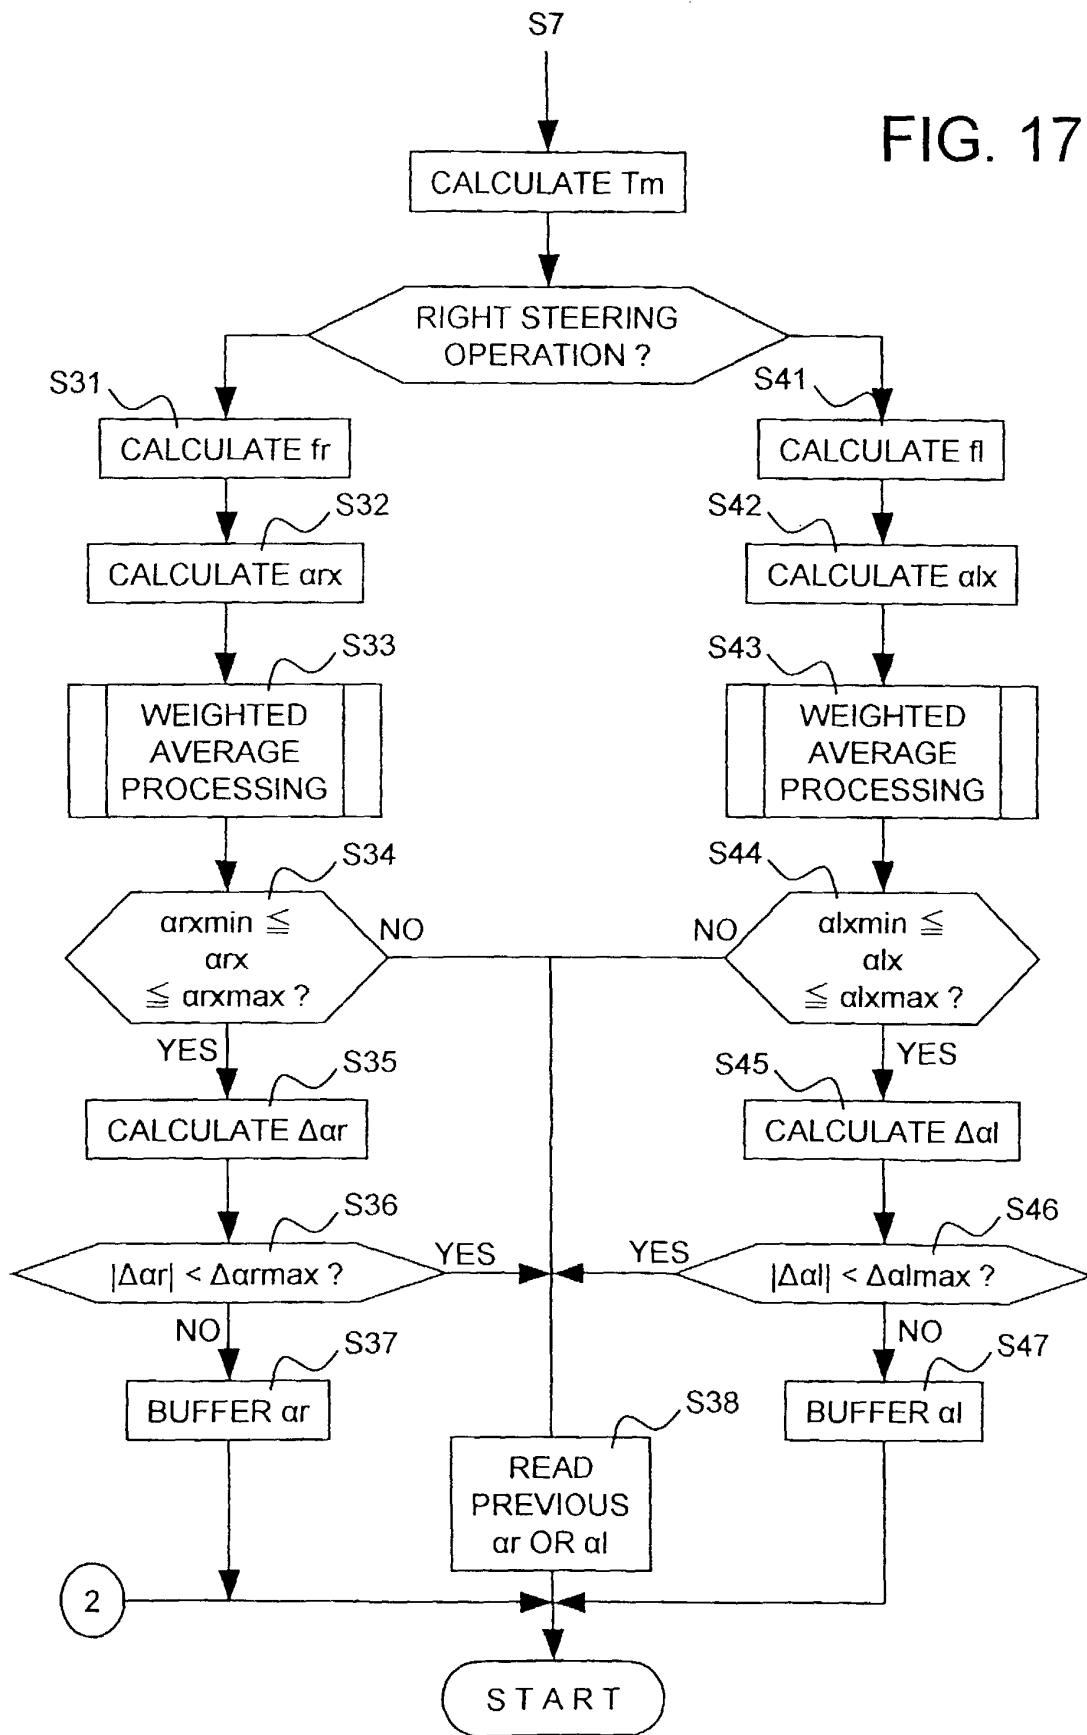 S7
FIG. 17
CALCULATE Tm
RIGHT STEERING
OPERATION ?
S31
CALCULATE fr
S41
CALCULATE fl
S32
CALCULATE αrx
S42
CALCULATE αlx
S33
WEIGHTED
AVERAGE
PROCESSING
S43
WEIGHTED
AVERAGE
PROCESSING
S34
αrxmin ≦
αrx
≦ αrxmax ?
NO
YES
S44
αlxmin ≦
αlx
≦ αlxmax ?
NO
YES
S35
CALCULATE Δαr
S45
CALCULATE Δαl
S36
|Δαr| < Δαrmax ?
YES
NO
S46
|Δαl| < Δαlmax ?
YES
NO
S37
BUFFER αr
S47
BUFFER αl
S38
READ
PREVIOUS
αr OR αl
2
START